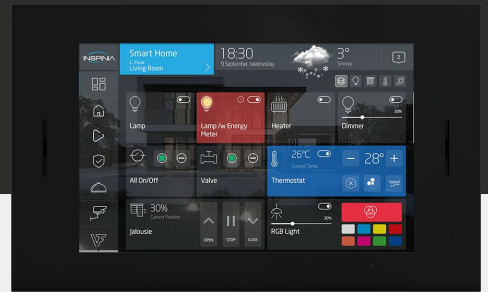 INSPINIA
Smart Home
1. Floor
Living Room
18:30
9 September, Wednesday
3°
Snowy
2
Lamp
Lamp /w Energy
Meter
Heater
30%
Dimmer
All On/Off
Valve
26°C
Current Temp.
28°
Thermostat
30%
Current Position
Jalousie
OPEN
STOP
CLOSE
30%
RGB Light